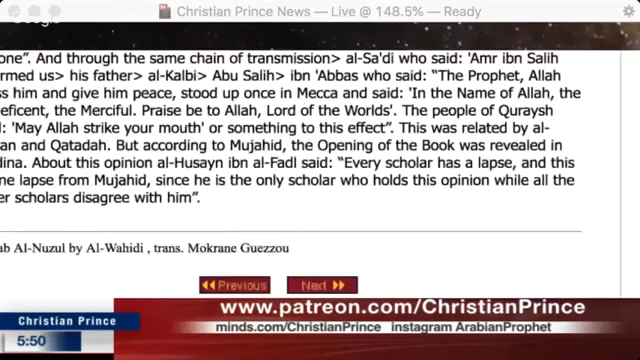 Christian Prince News – Live @ 148.5% – Ready
one”. And through the same chain of transmission> al-Sa'di who said: 'Amr ibn Salih
ormed us> his father> al-Kalbi> Abu Salih> ibn 'Abbas who said: “The Prophet, Allah
ss him and give him peace, stood up once in Mecca and said: 'In the Name of Allah, the
eficent, the Merciful. Praise be to Allah, Lord of the Worlds'. The people of Quraysh
d: 'May Allah strike your mouth' or something to this effect”. This was related by al-
an and Qatadah. But according to Mujahid, the Opening of the Book was revealed in
dina. About this opinion al-Husayn ibn al-Fadl said: “Every scholar has a lapse, and this
ne lapse from Mujahid, since he is the only scholar who holds this opinion while all the
er scholars disagree with him”.
ab Al-Nuzul by Al-Wahidi , trans. Mokrane Guezzou
Previous
Next
www.patreon.com/ChristianPrince
Christian Prince
minds.com/ChristianPrince instagram ArabianProphet
5:50